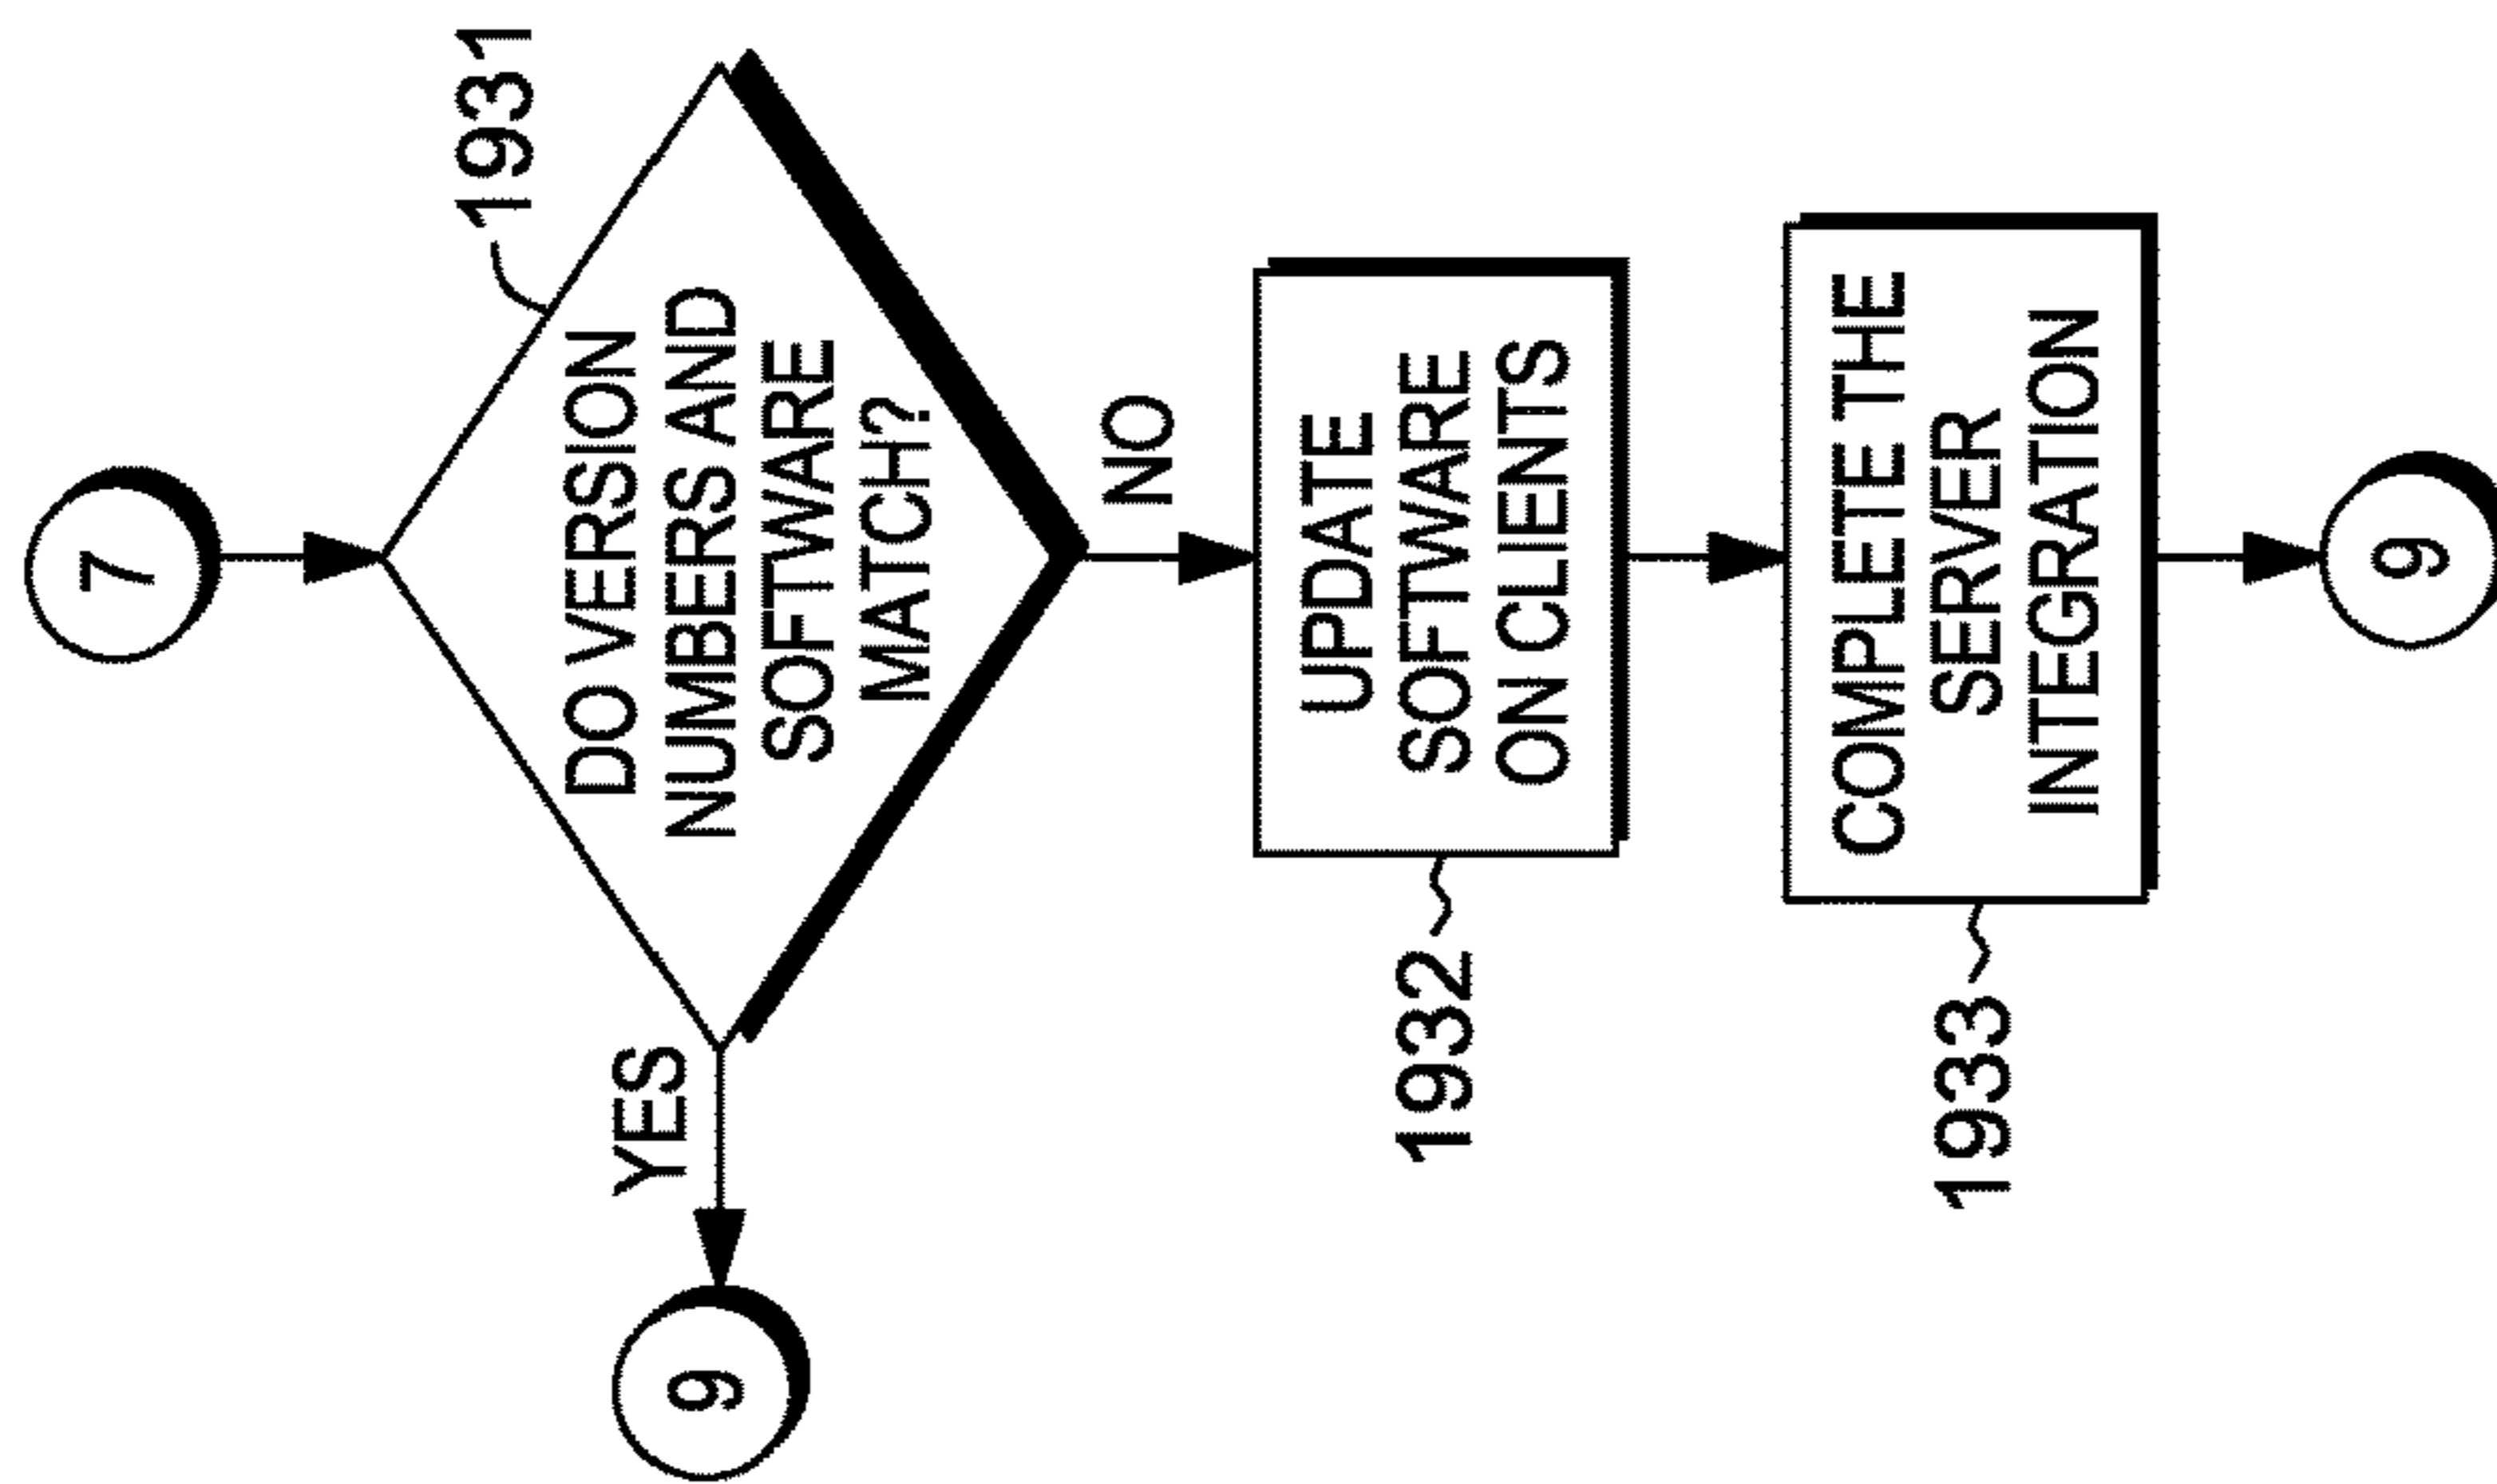 7
1931
DO VERSION
NUMBERS AND
SOFTWARE
MATCH?
YES
9
NO
UPDATE
SOFTWARE
ON CLIENTS
1932
COMPLETE THE
SERVER
INTEGRATION
1933
9